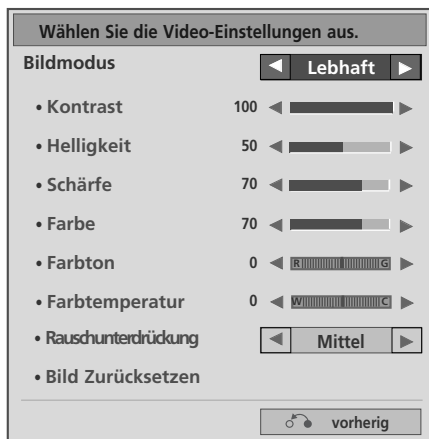 Wählen Sie die Video-Einstellungen aus.
Bildmodus ◀ Lebhaft ▶
• Kontrast 100
• Helligkeit 50
• Schärfe 70
• Farbe 70
• Farbton 0 R G
• Farbtemperatur 0 W C
• Rauschunterdrückung ◀ Mittel ▶
• Bild Zurücksetzen
vorherig